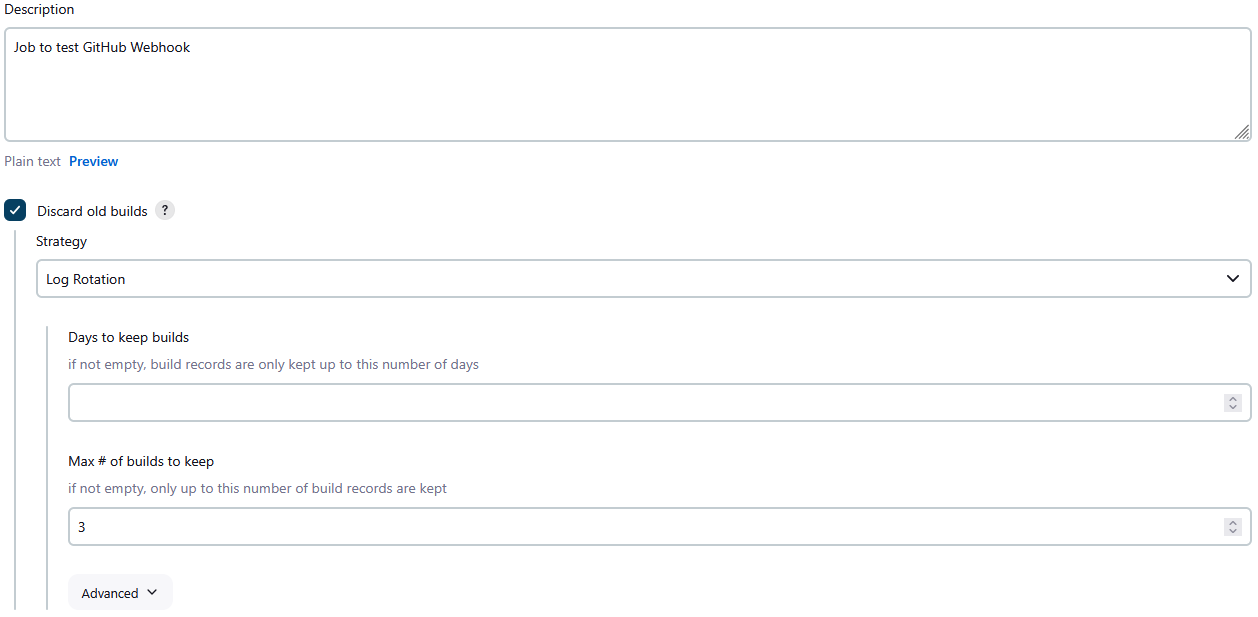 Description
Job to test GitHub Webhook
Plain text Preview
Discard old builds ?
Strategy
Log Rotation
Days to keep builds
if not empty, build records are only kept up to this number of days
Max # of builds to keep
if not empty, only up to this number of build records are kept
3
Advanced